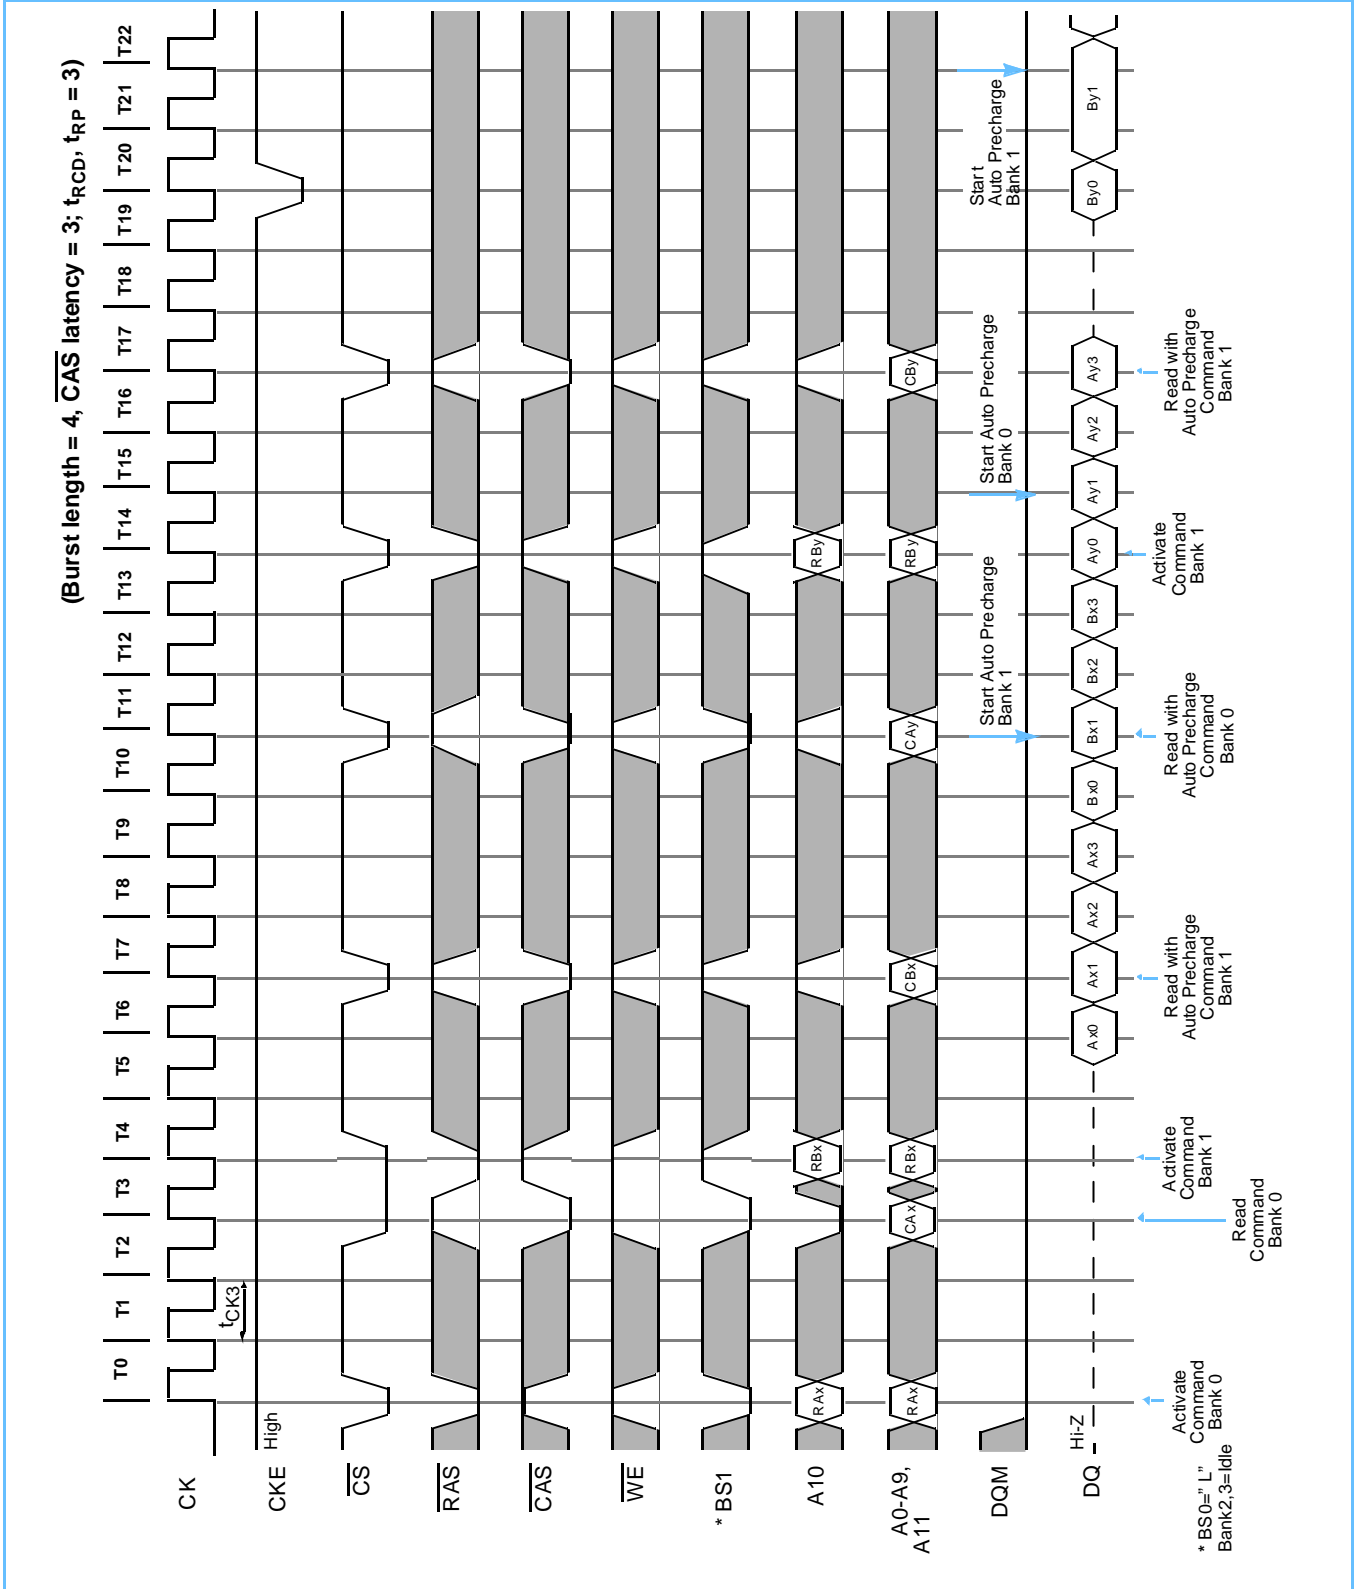 (Burst length = 4, CAS latency = 3; tRCD, tRP = 3)
T0 T1 T2 T3 T4 T5 T6 T7 T8 T9 T10 T11 T12 T13 T14 T15 T16 T17 T18 T19 T20 T21 T22
CK
tCK3
CKE
High
CS
RAS
CAS
WE
* BS1
A10
RAx RBx RBy
A0-A9,
A11
RAx CAx RBx CBx CAy RBy CBy
DQM
Start Auto Precharge
Bank 1
Start Auto Precharge
Bank 0
Start
Auto Precharge
Bank 1
DQ
Hi-Z
Ax0 Ax1 Ax2 Ax3 Bx0 Bx1 Bx2 Bx3 Ay0 Ay1 Ay2 Ay3 By0 By1
Activate
Command
Bank 0
Read
Command
Bank 0
Activate
Command
Bank 1
Read with
Auto Precharge
Command
Bank 1
Read with
Auto Precharge
Command
Bank 0
Activate
Command
Bank 1
Read with
Auto Precharge
Command
Bank 1
* BS0=" L"
Bank2,3=Idle